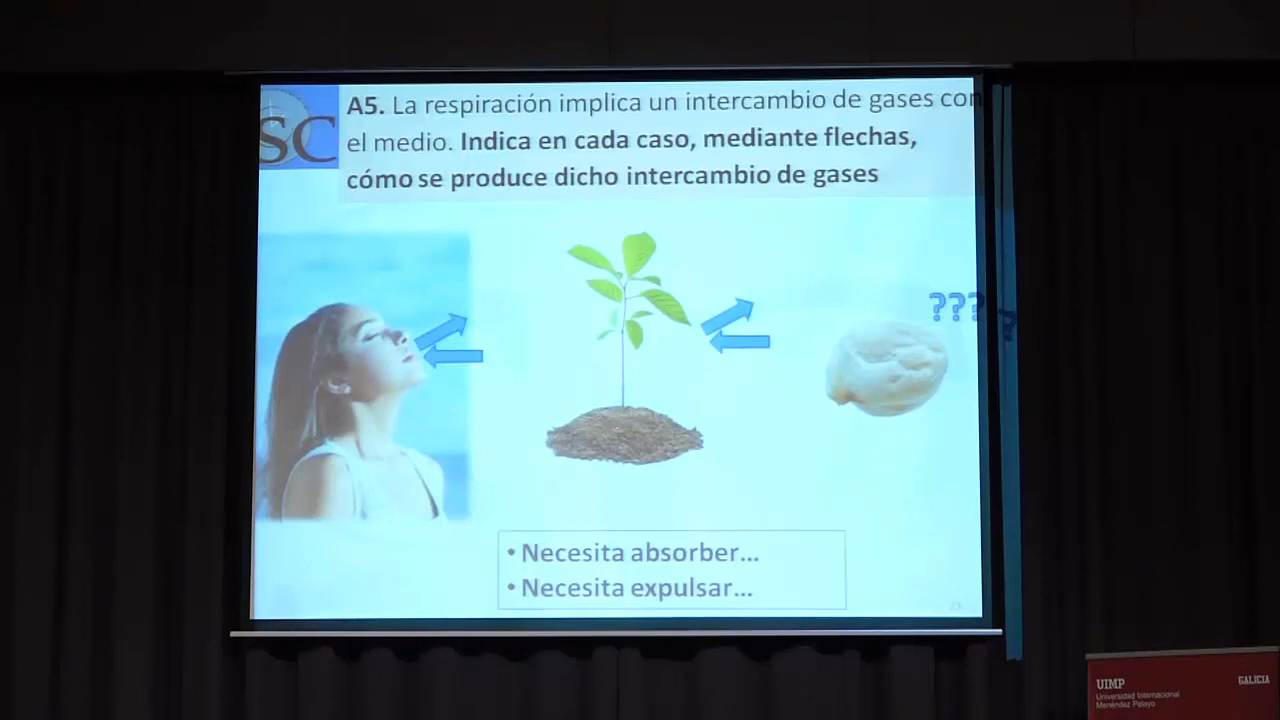 SC
A5. La respiración implica un intercambio de gases con
el medio. Indica en cada caso, mediante flechas,
cómo se produce dicho intercambio de gases
????
• Necesita absorber...
• Necesita expulsar...
UIMP
Universidad Internacional
Menéndez Pelayo
GALICIA